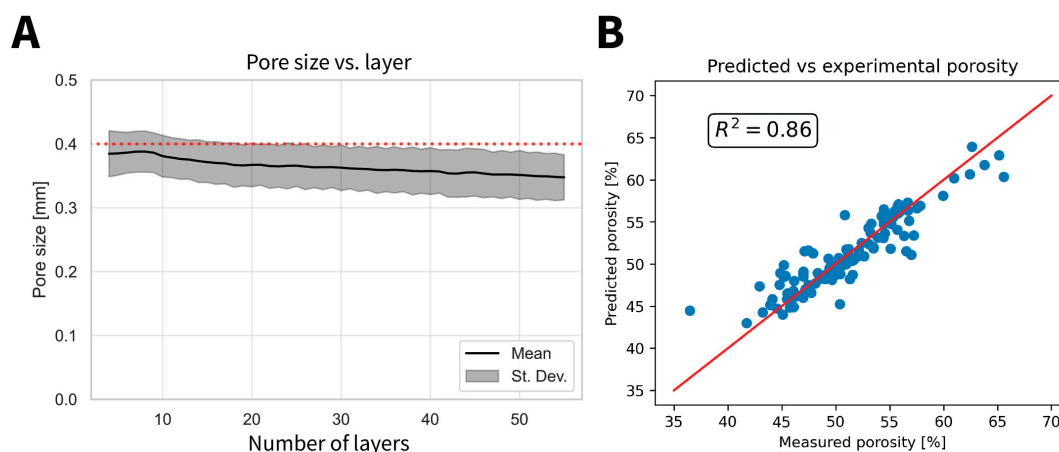 A
Pore size vs. layer
0.5
0.4
0.3
0.2
0.1
0.0
Pore size [mm]
10 20 30 40 50
Number of layers
Mean
St. Dev.
B
Predicted vs experimental porosity
R² = 0.86
70
65
60
55
50
45
40
35
Predicted porosity [%]
35 40 45 50 55 60 65 70
Measured porosity [%]